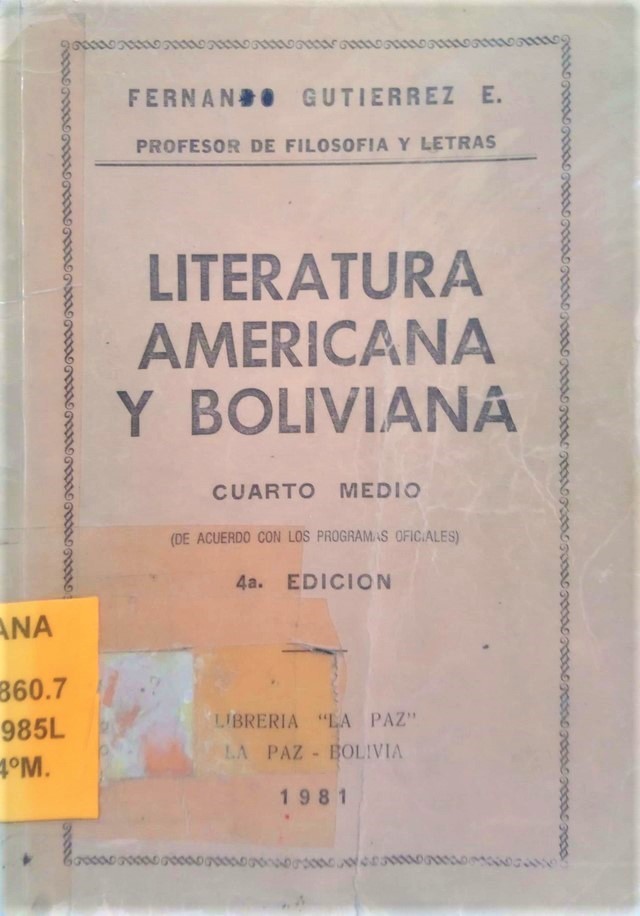 FERNANDO GUTIERREZ E.
PROFESOR DE FILOSOFIA Y LETRAS
LITERATURA
AMERICANA
Y BOLIVIANA
CUARTO MEDIO
(DE ACUERDO CON LOS PROGRAMAS OFICIALES)
4a. EDICION
ANA
860.7
985L
4°M.
LIBRERIA "LA PAZ"
LA PAZ - BOLIVIA
1981